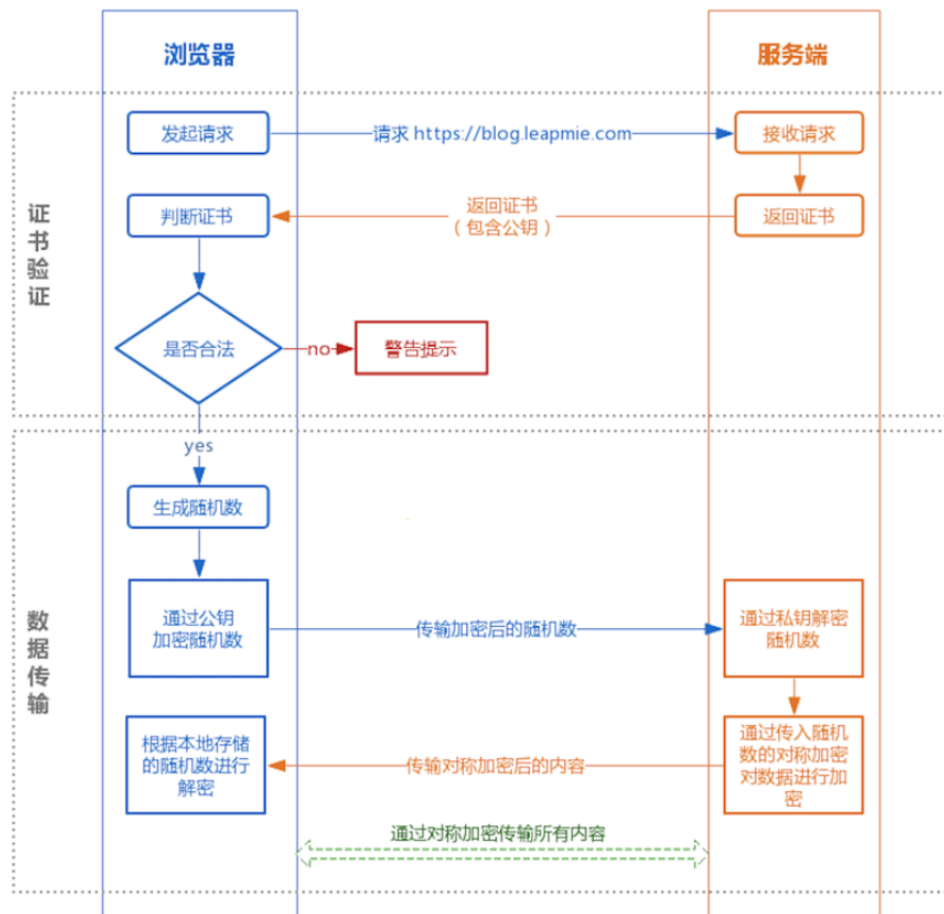 浏览器
服务端
发起请求
请求 https://blog.leapmie.com
接收请求
证书验证
判断证书
返回证书
（包含公钥）
返回证书
是否合法
no
警告提示
yes
生成随机数
数据传输
通过公钥
加密随机数
传输加密后的随机数
通过私钥解密
随机数
根据本地存储
的随机数进行
解密
传输对称加密后的内容
通过传入随机
数的对称加密
对数据进行加
密
通过对称加密传输所有内容